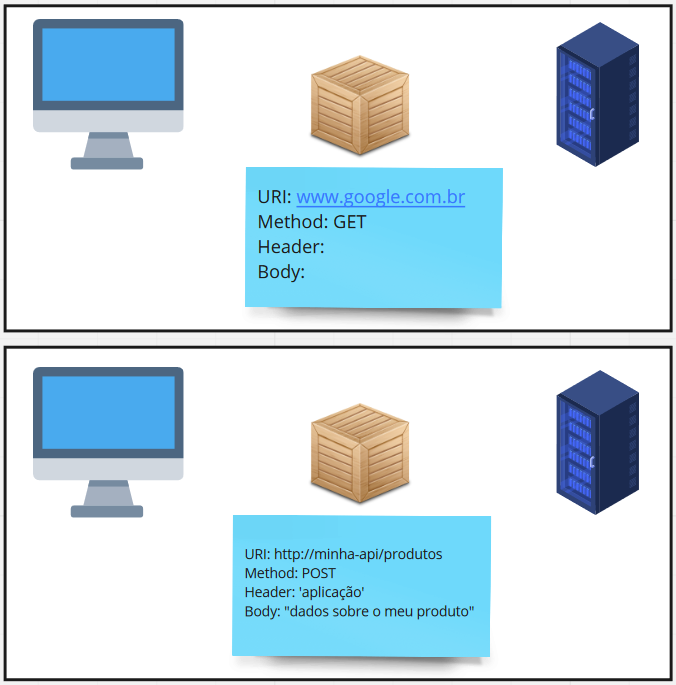 URI: www.google.com.br
Method: GET
Header:
Body:
URI: http://minha-api/produtos
Method: POST
Header: 'aplicação'
Body: "dados sobre o meu produto"